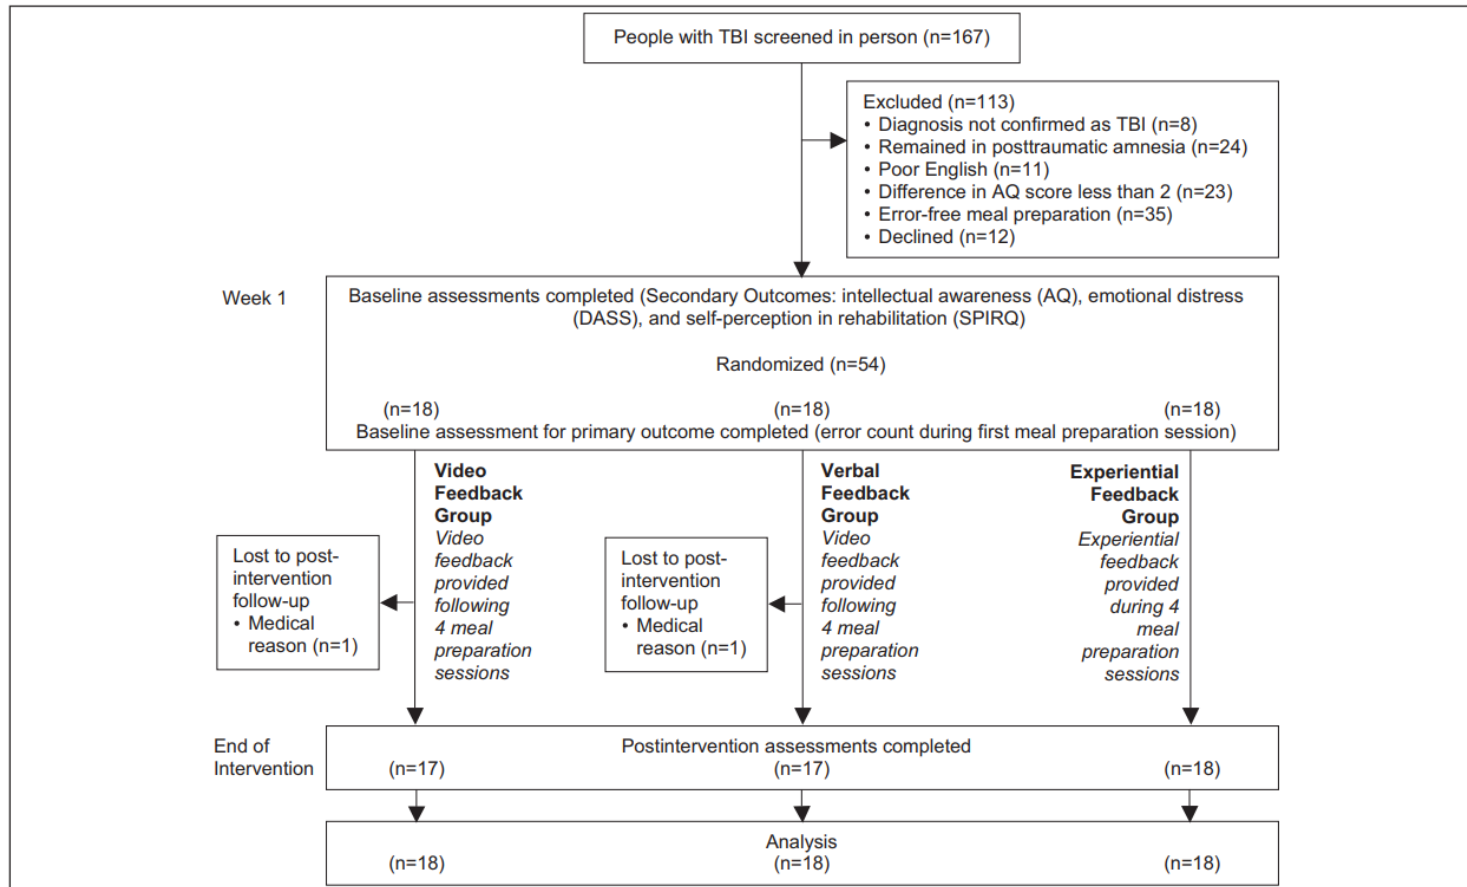 People with TBI screened in person (n=167)
Excluded (n=113)
• Diagnosis not confirmed as TBI (n=8)
• Remained in posttraumatic amnesia (n=24)
• Poor English (n=11)
• Difference in AQ score less than 2 (n=23)
• Error-free meal preparation (n=35)
• Declined (n=12)
Week 1
Baseline assessments completed (Secondary Outcomes: intellectual awareness (AQ), emotional distress
(DASS), and self-perception in rehabilitation (SPIRQ)
Randomized (n=54)
(n=18) (n=18) (n=18)
Baseline assessment for primary outcome completed (error count during first meal preparation session)
Video
Feedback
Group
Video
feedback
provided
following
4 meal
preparation
sessions
Lost to post-
intervention
follow-up
• Medical
reason (n=1)
Verbal
Feedback
Group
Video
feedback
provided
following
4 meal
preparation
sessions
Lost to post-
intervention
follow-up
• Medical
reason (n=1)
Experiential
Feedback
Group
Experiential
feedback
provided
during 4
meal
preparation
sessions
End of
Intervention
Postintervention assessments completed
(n=17) (n=17) (n=18)
Analysis
(n=18) (n=18) (n=18)